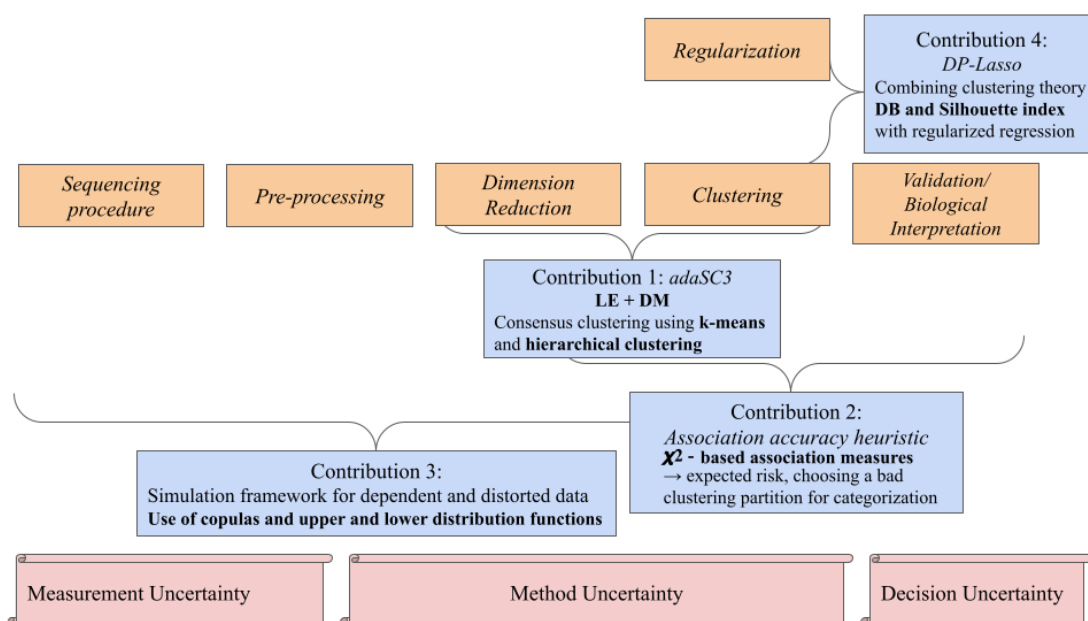 Regularization
Contribution 4:
DP-Lasso
Combining clustering theory
DB and Silhouette index
with regularized regression
Sequencing
procedure
Pre-processing
Dimension
Reduction
Clustering
Validation/
Biological
Interpretation
Contribution 1: adaSC3
LE + DM
Consensus clustering using k-means
and hierarchical clustering
Contribution 2:
Association accuracy heuristic
χ2 - based association measures
→ expected risk, choosing a bad
clustering partition for categorization
Contribution 3:
Simulation framework for dependent and distorted data
Use of copulas and upper and lower distribution functions
Measurement Uncertainty
Method Uncertainty
Decision Uncertainty